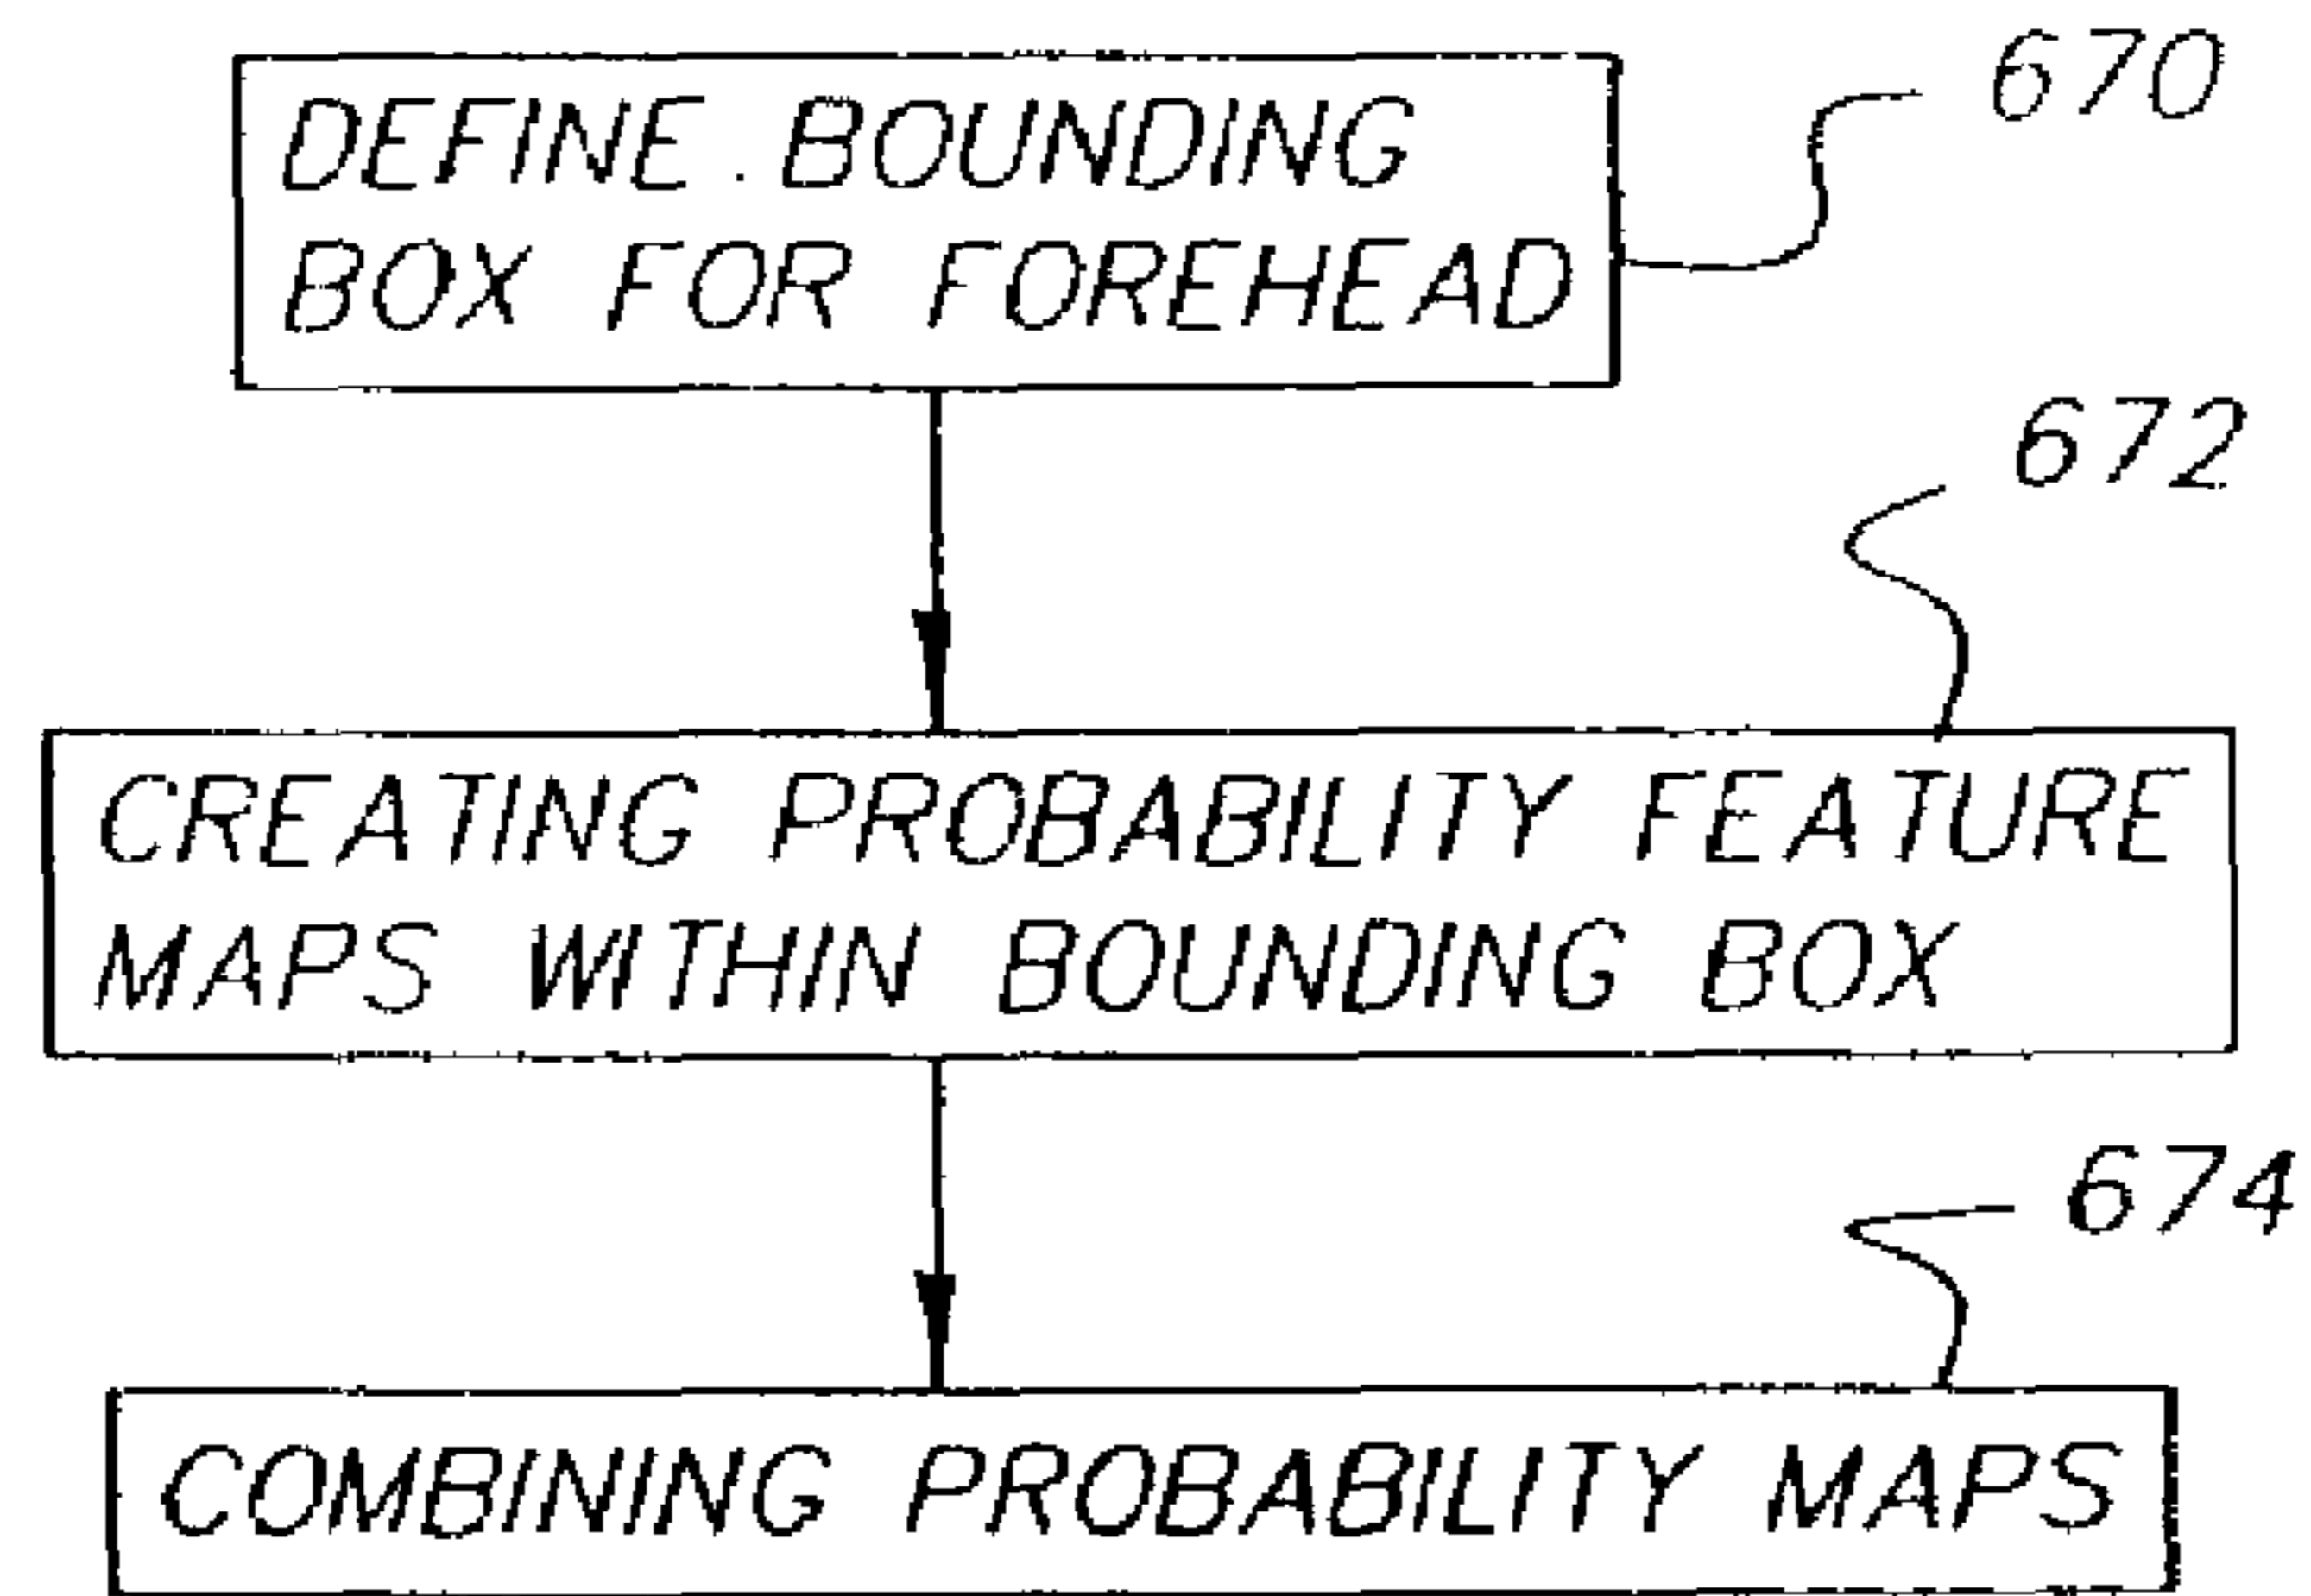 DEFINE . BOUNDING
BOX FOR FOREHEAD
670
672
CREATING PROBABILITY FEATURE
MAPS WITHIN BOUNDING BOX
674
COMBINING PROBABILITY MAPS